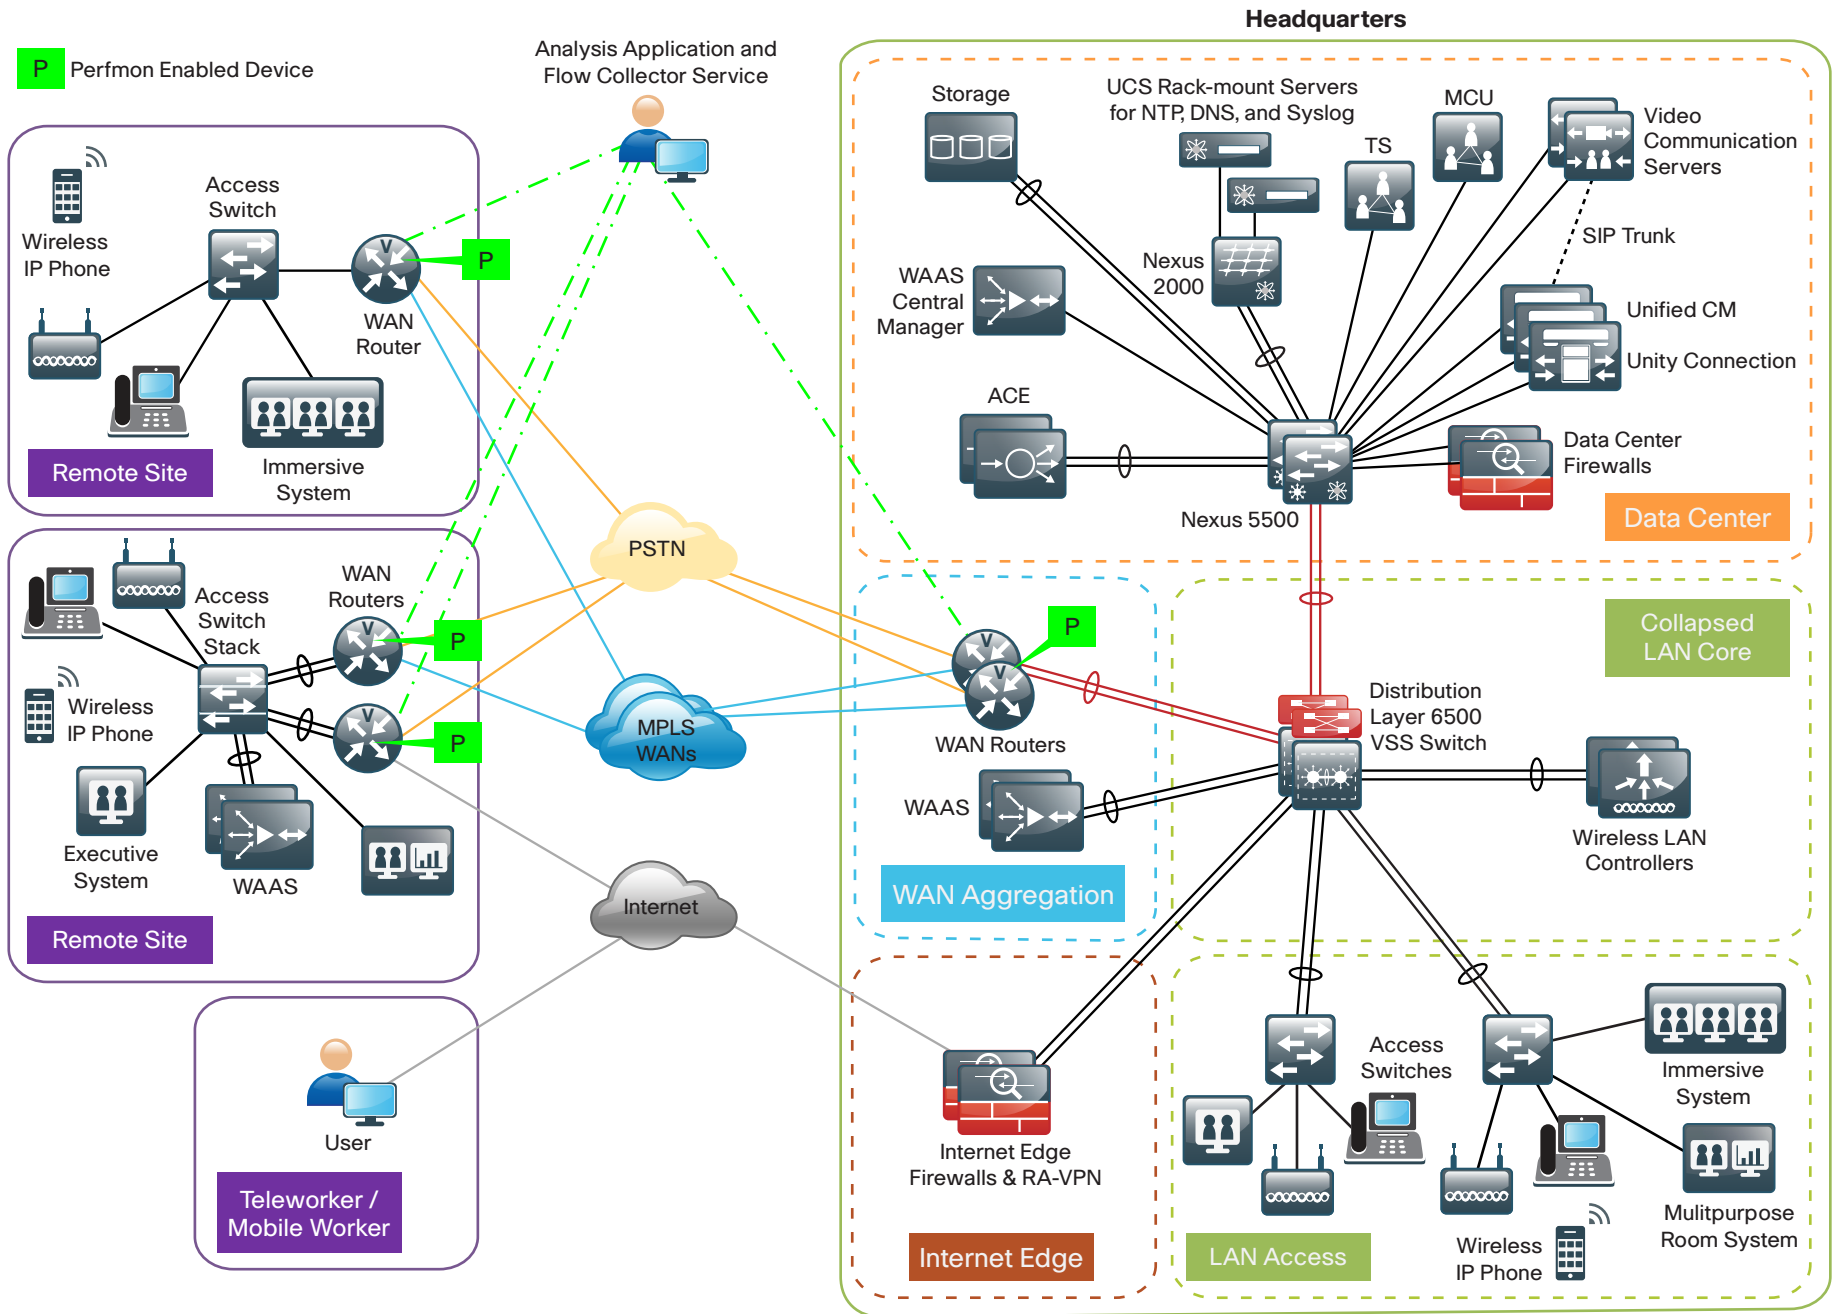 Headquarters
P
Perfmon Enabled Device
Analysis Application and
Flow Collector Service
Wireless
IP Phone
Access
Switch
V
P
WAN
Router
Immersive
System
Remote Site
WAN
Routers
Access
Switch
Stack
V
P
V
P
Wireless
IP Phone
Executive
System
WAAS
Remote Site
User
Teleworker /
Mobile Worker
PSTN
MPLS
WANs
Internet
Storage
UCS Rack-mount Servers
for NTP, DNS, and Syslog
TS
MCU
Video
Communication
Servers
SIP Trunk
Nexus
2000
WAAS
Central
Manager
Unified CM
Unity Connection
ACE
Data Center
Firewalls
Nexus 5500
Data Center
V
V
P
WAN Routers
WAAS
WAN Aggregation
Collapsed
LAN Core
Distribution
Layer 6500
VSS Switch
Wireless LAN
Controllers
Internet Edge
Firewalls & RA-VPN
Internet Edge
Access
Switches
Immersive
System
Mulitpurpose
Room System
Wireless
IP Phone
LAN Access